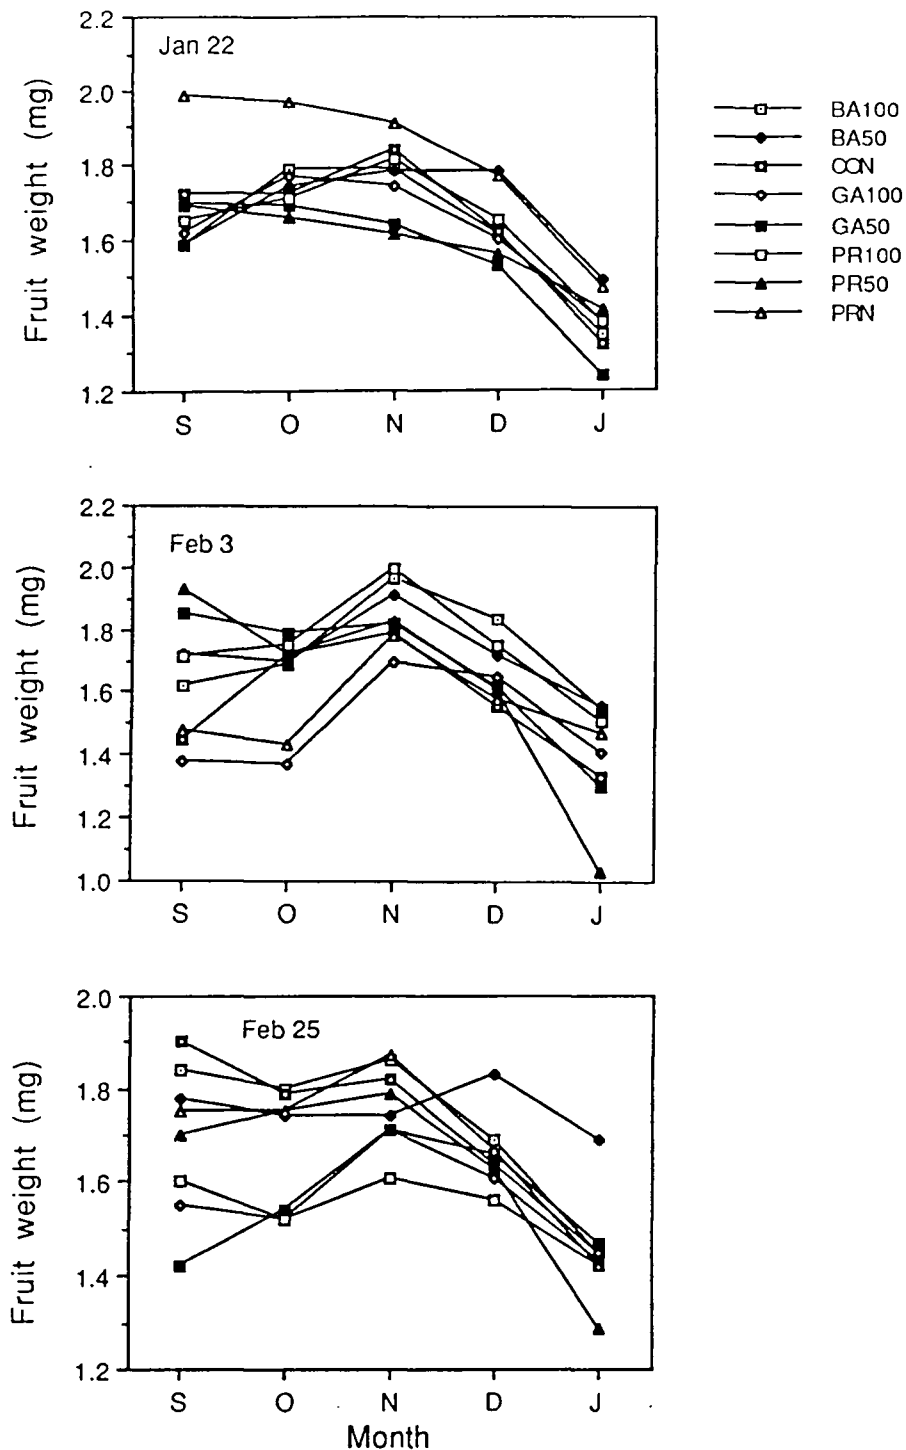 2.2
2.0
1.8
1.6
1.4
1.2
Fruit weight (mg)
Jan 22
S O N D J
BA100
BA50
CON
GA100
GA50
PR100
PR50
PRN
2.2
2.0
1.8
1.6
1.4
1.2
1.0
Fruit weight (mg)
Feb 3
S O N D J
2.0
1.8
1.6
1.4
1.2
Fruit weight (mg)
Feb 25
S O N D J
Month